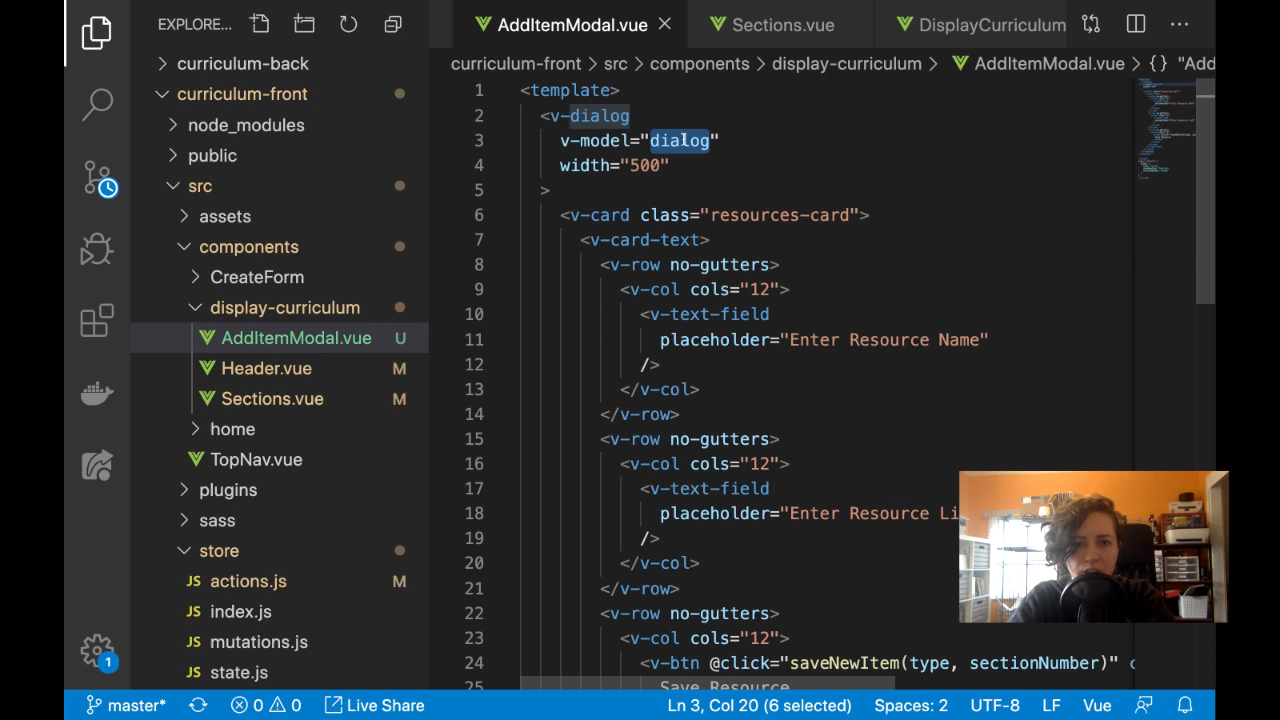 EXPLORE...
AddItemModal.vue
Sections.vue
DisplayCurriculum
curriculum-front > src > components > display-curriculum > AddItemModal.vue > {} "Add
curriculum-back
curriculum-front
node_modules
public
src
assets
components
CreateForm
display-curriculum
AddItemModal.vue U
Header.vue M
Sections.vue M
home
TopNav.vue
plugins
sass
store
JS actions.js M
JS index.js
JS mutations.js
JS state.js
1 <template>
2 <v-dialog
3 v-model="dialog"
4 width="500"
5 >
6 <v-card class="resources-card">
7 <v-card-text>
8 <v-row no-gutters>
9 <v-col cols="12">
10 <v-text-field
11 placeholder="Enter Resource Name"
12 />
13 </v-col>
14 </v-row>
15 <v-row no-gutters>
16 <v-col cols="12">
17 <v-text-field
18 placeholder="Enter Resource Li
19 />
20 </v-col>
21 </v-row>
22 <v-row no-gutters>
23 <v-col cols="12">
24 <v-btn @click="saveNewItem(type, sectionNumber)" c
25 Save Resource
1
master*
0 0
Live Share
Ln 3, Col 20 (6 selected)
Spaces: 2
UTF-8
LF
Vue